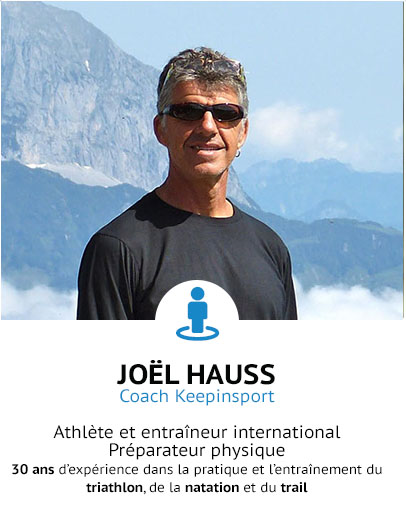 JOËL HAUSS
Coach Keepinsport
Athlète et entraîneur international
Préparateur physique
30 ans d'expérience dans la pratique et l'entraînement du
triathlon, de la natation et du trail